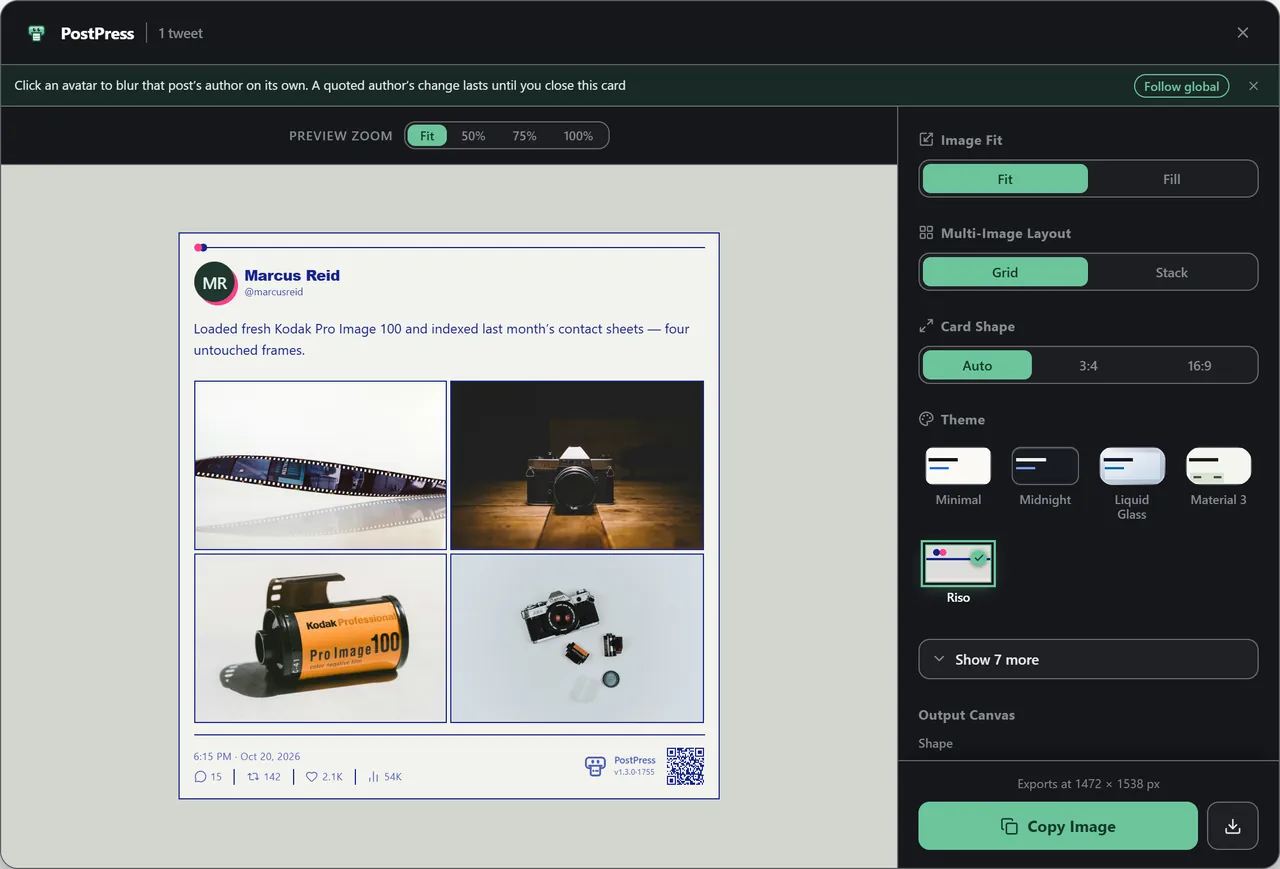 PostPress
1 tweet
Click an avatar to blur that post's author on its own. A quoted author's change lasts until you close this card
Follow global
PREVIEW ZOOM
Fit
50%
75%
100%
MR
Marcus Reid
@marcusreid
Loaded fresh Kodak Pro Image 100 and indexed last month's contact sheets — four
untouched frames.
Kodak Professional
Pro Image 100
color negative film
C-41
6:15 PM · Oct 20, 2026
15
142
2.1K
54K
PostPress
v1.3.0-1755
Image Fit
Fit
Fill
Multi-Image Layout
Grid
Stack
Card Shape
Auto
3:4
16:9
Theme
Minimal
Midnight
Liquid
Glass
Material 3
Riso
Show 7 more
Output Canvas
Shape
Exports at 1472 × 1538 px
Copy Image